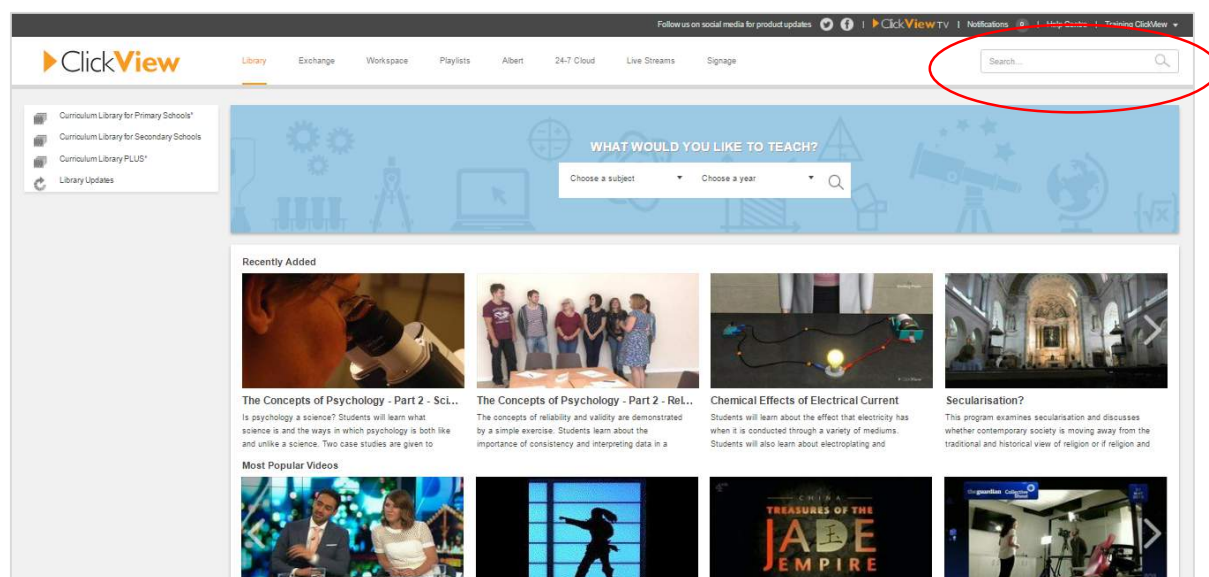 Follow us on social media for product updates | ClickView TV | Notifications 0 | Help Centre | Training ClickView
ClickView
Library Exchange Workspace Playlists Albert 24-7 Cloud Live Streams Signage Search...
Curriculum Library for Primary Schools*
Curriculum Library for Secondary Schools
Curriculum Library PLUS*
Library Updates
WHAT WOULD YOU LIKE TO TEACH?
Choose a subject Choose a year
Recently Added
The Concepts of Psychology - Part 2 - Sci...
Is psychology a science? Students will learn what
science is and the ways in which psychology is both like
and unlike a science. Two case studies are given to
The Concepts of Psychology - Part 2 - Rel...
The concepts of reliability and validity are demonstrated
by a simple exercise. Students learn about the
importance of consistency and interpreting data in a
Chemical Effects of Electrical Current
Students will learn about the effect that electricity has
when it is conducted through a variety of mediums.
Students will also learn about electroplating and
Secularisation?
This program examines secularisation and discusses
whether contemporary society is moving away from the
traditional and historical view of religion or if religion and
Most Popular Videos
CHINA
TREASURES OF THE
JADE
EMPIRE
theguardian